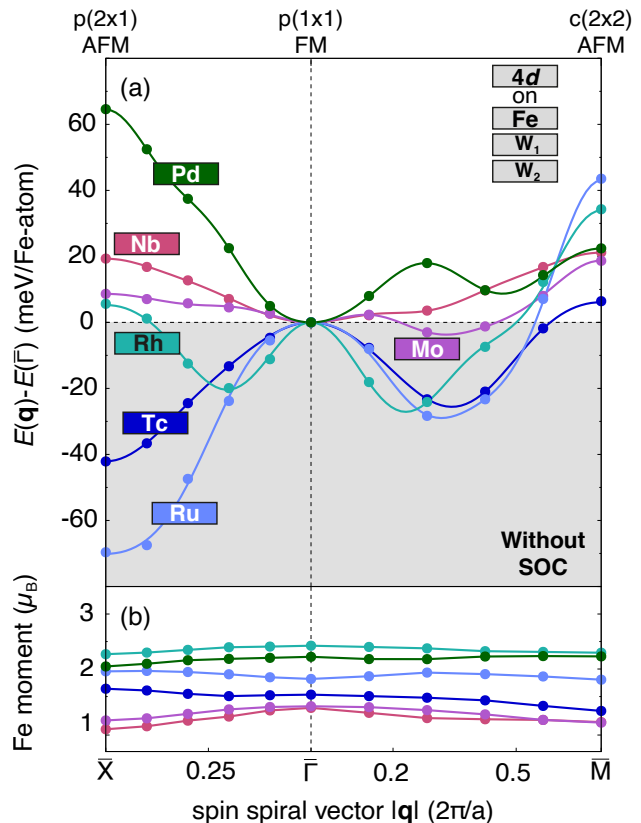 p(2x1) p(1x1) c(2x2)
AFM FM AFM
(a)
4d
on
Fe
W₁
W₂
E(q)-E(Γ̅) (meV/Fe-atom)
60
40
20
0
-20
-40
-60
Pd
Nb
Rh
Mo
Tc
Ru
Without
SOC
(b)
Fe moment (μ_B)
3
2
1
X̅ 0.25 Γ̅ 0.2 0.5 M̅
spin spiral vector |q| (2π/a)